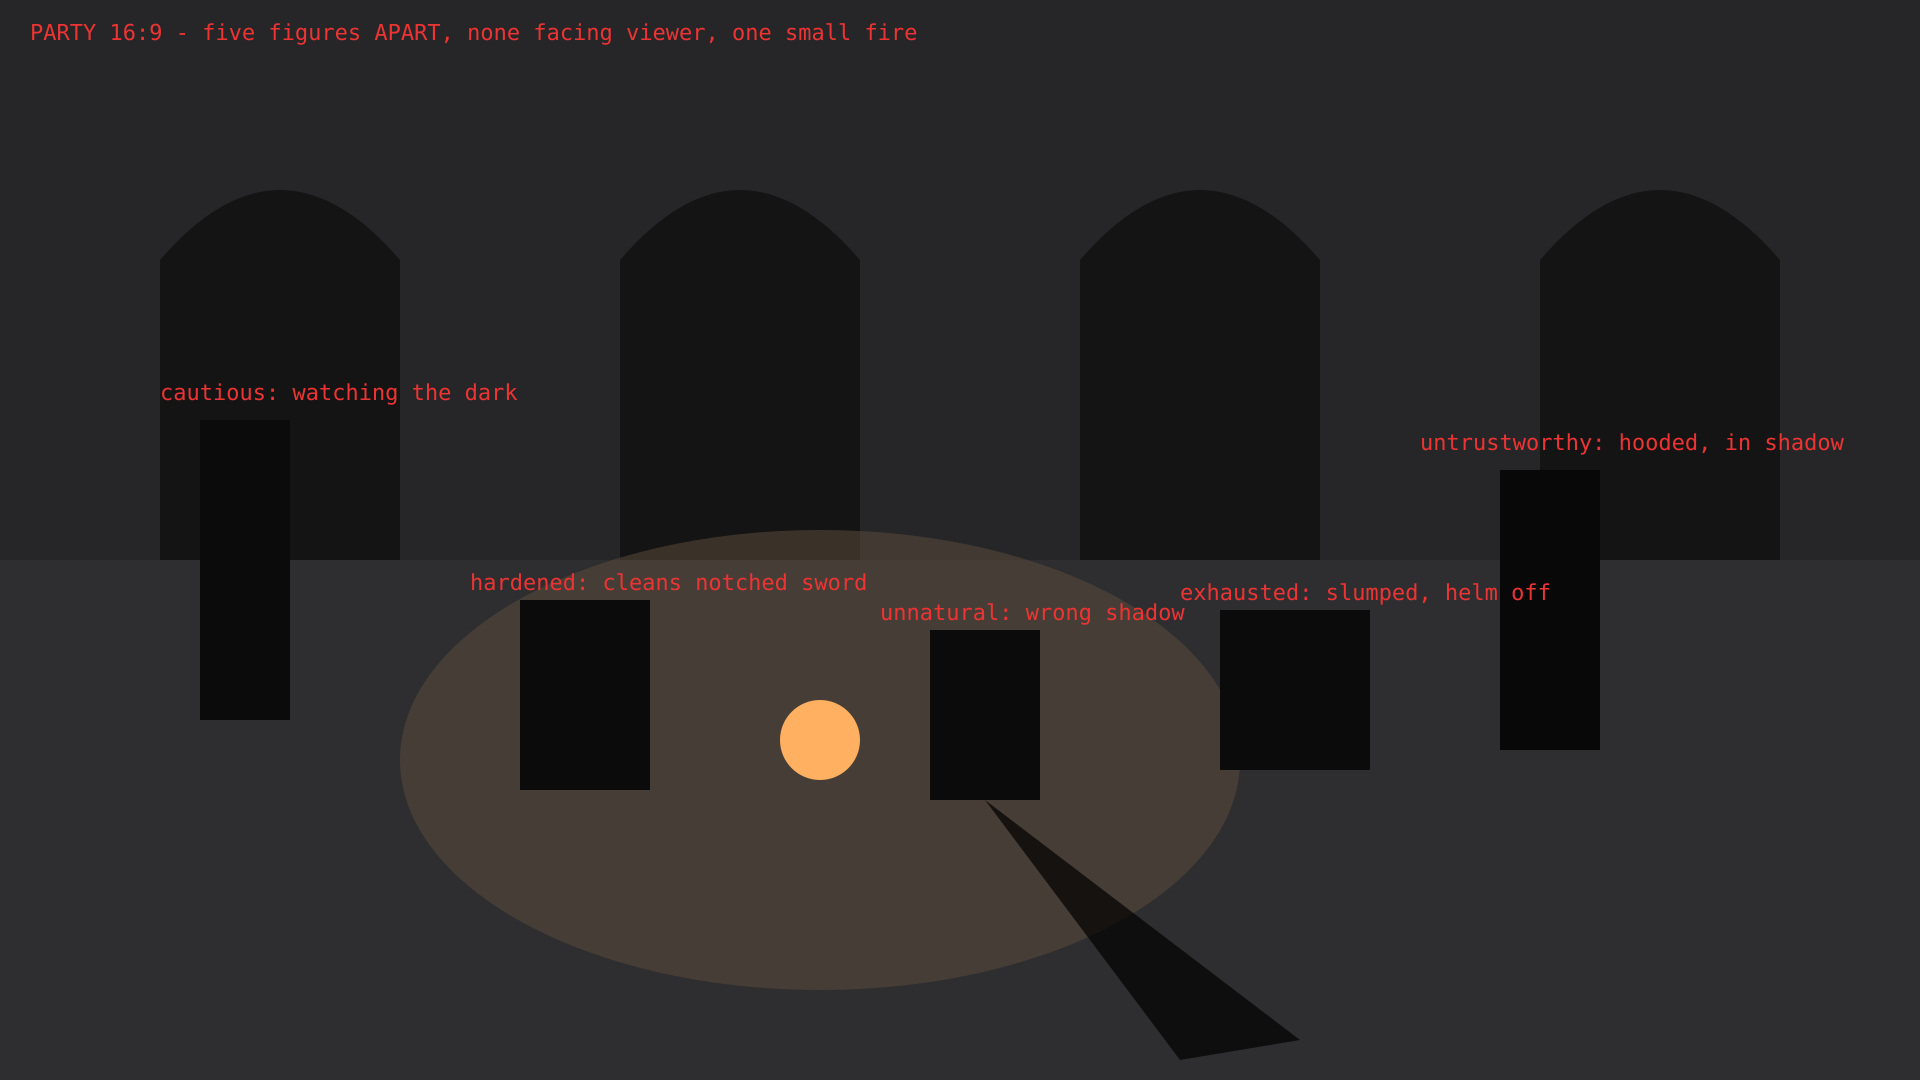 PARTY 16:9 - five figures APART, none facing viewer, one small fire
cautious: watching the dark
untrustworthy: hooded, in shadow
hardened: cleans notched sword
unnatural: wrong shadow
exhausted: slumped, helm off